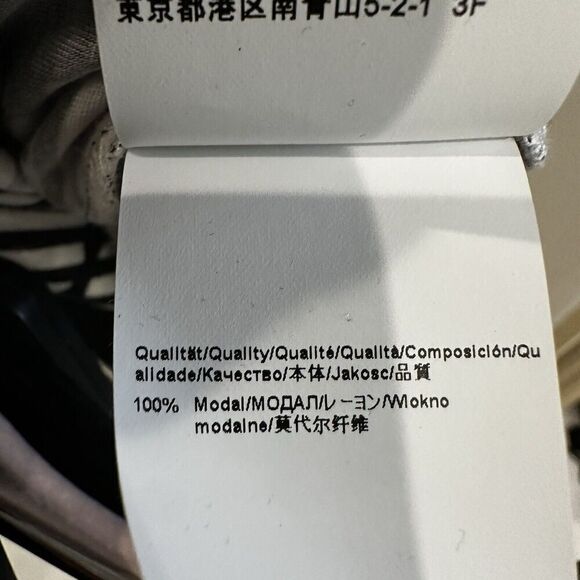 東京都港区南青山5-2-1 3F
Qualität/Quality/Qualité/Qualità/Composición/Qu
alidade/Качество/本体/Jakosc/品質
100% Modal/МОДАЛ/レーヨン/Wlokno
modalne/莫代尔纤维